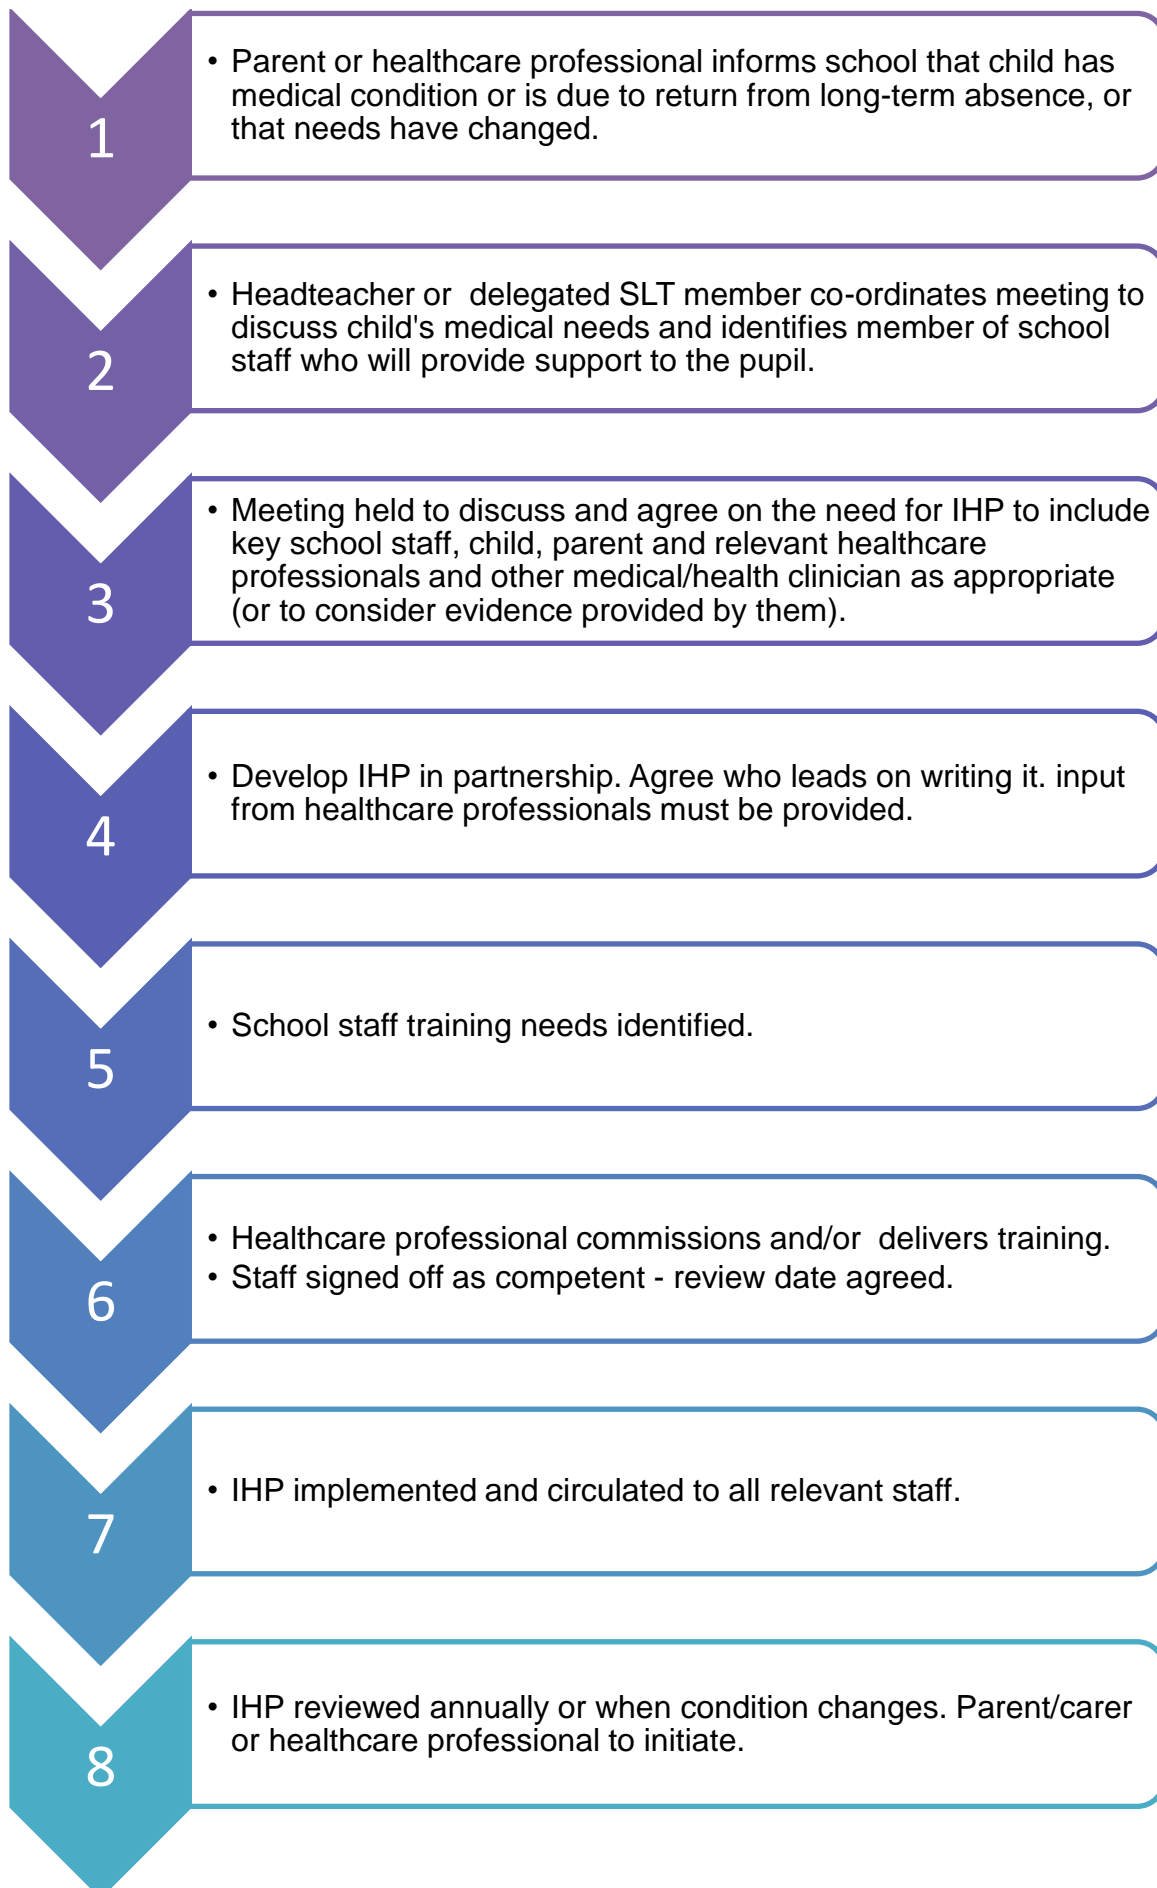 1
• Parent or healthcare professional informs school that child has
medical condition or is due to return from long-term absence, or
that needs have changed.
2
• Headteacher or  delegated SLT member co-ordinates meeting to
discuss child's medical needs and identifies member of school
staff who will provide support to the pupil.
3
• Meeting held to discuss and agree on the need for IHP to include
key school staff, child, parent and relevant healthcare
professionals and other medical/health clinician as appropriate
(or to consider evidence provided by them).
4
• Develop IHP in partnership. Agree who leads on writing it. input
from healthcare professionals must be provided.
5
• School staff training needs identified.
6
• Healthcare professional commissions and/or  delivers training.
• Staff signed off as competent - review date agreed.
7
• IHP implemented and circulated to all relevant staff.
8
• IHP reviewed annually or when condition changes. Parent/carer
or healthcare professional to initiate.